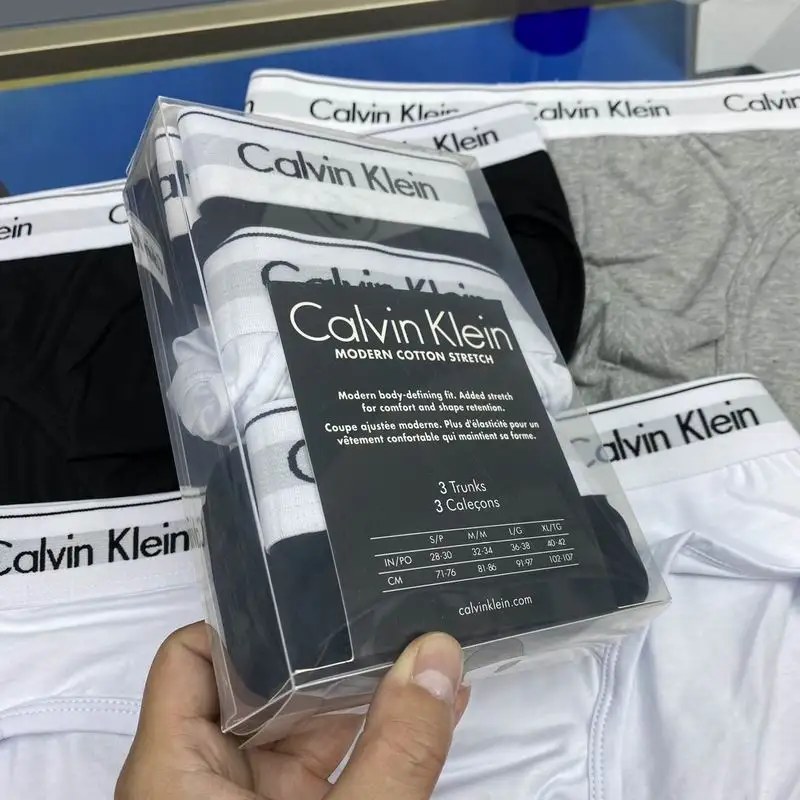 Calvin Klein
Calvin Klein
Calvin
Klein
Calvin Klein
ein
Calvin Klein
Calvin Klein
MODERN COTTON STRETCH
Modern body-defining fit. Added stretch
for comfort and shape retention.
Coupe ajustée moderne. Plus d'élasticité pour un
vêtement confortable qui maintient sa forme.
3 Trunks
3 Caleçons
S/P M/M L/G XL/TG
IN/PO 28-30 32-34 36-38 40-42
CM 71-76 81-86 91-97 102-107
calvinklein.com
Calvin Klein
Calvin Klein